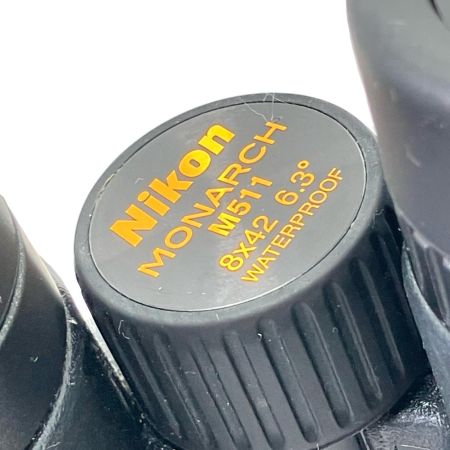 Nikon
MONARCH
M511
8x42 6.3°
WATERPROOF